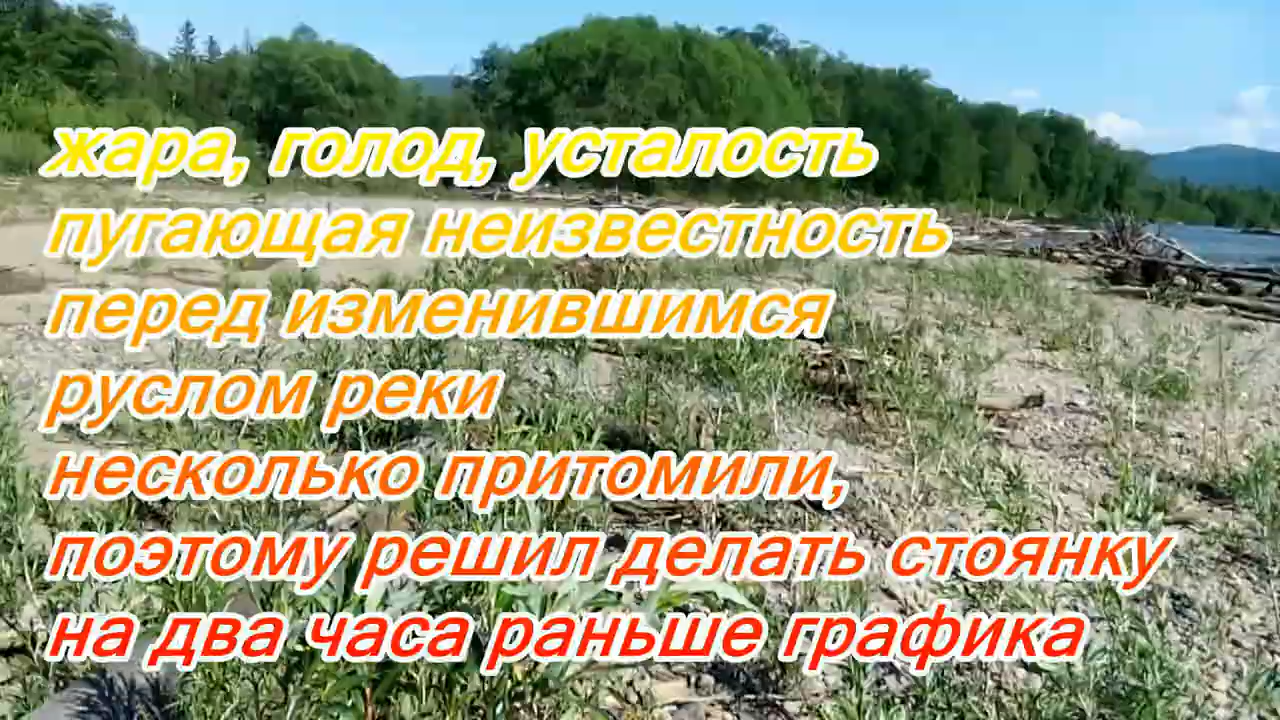 жара, голод, усталость
пугающая неизвестность
перед изменившимся
руслом реки
несколько притомили,
поэтому решил делать стоянку
на два часа раньше графика